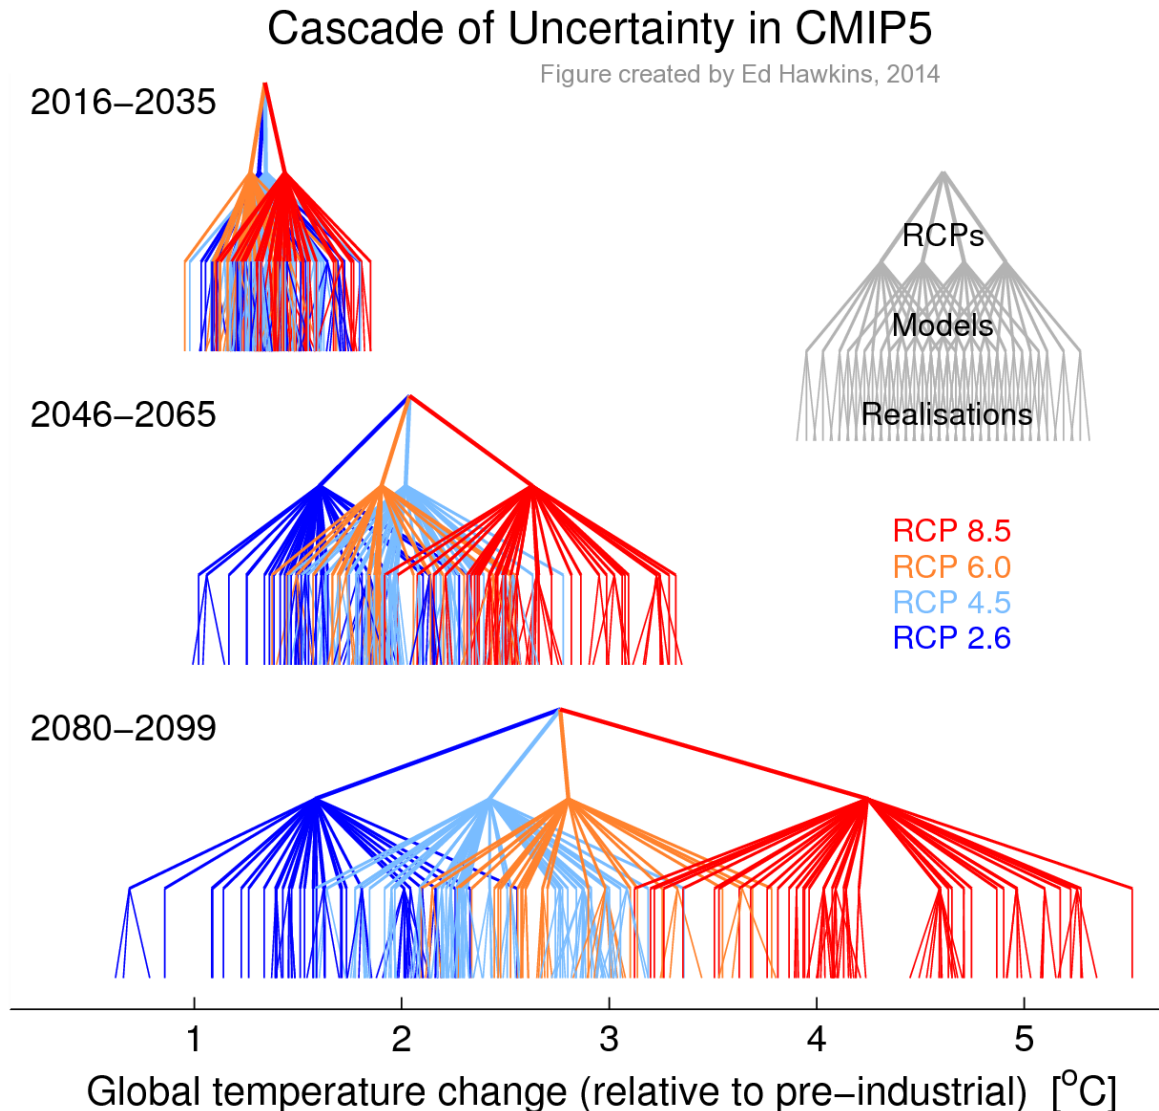 Cascade of Uncertainty in CMIP5
Figure created by Ed Hawkins, 2014
2016−2035
RCPs
Models
Realisations
2046−2065
RCP 8.5
RCP 6.0
RCP 4.5
RCP 2.6
2080−2099
1 2 3 4 5
Global temperature change (relative to pre−industrial) [°C]